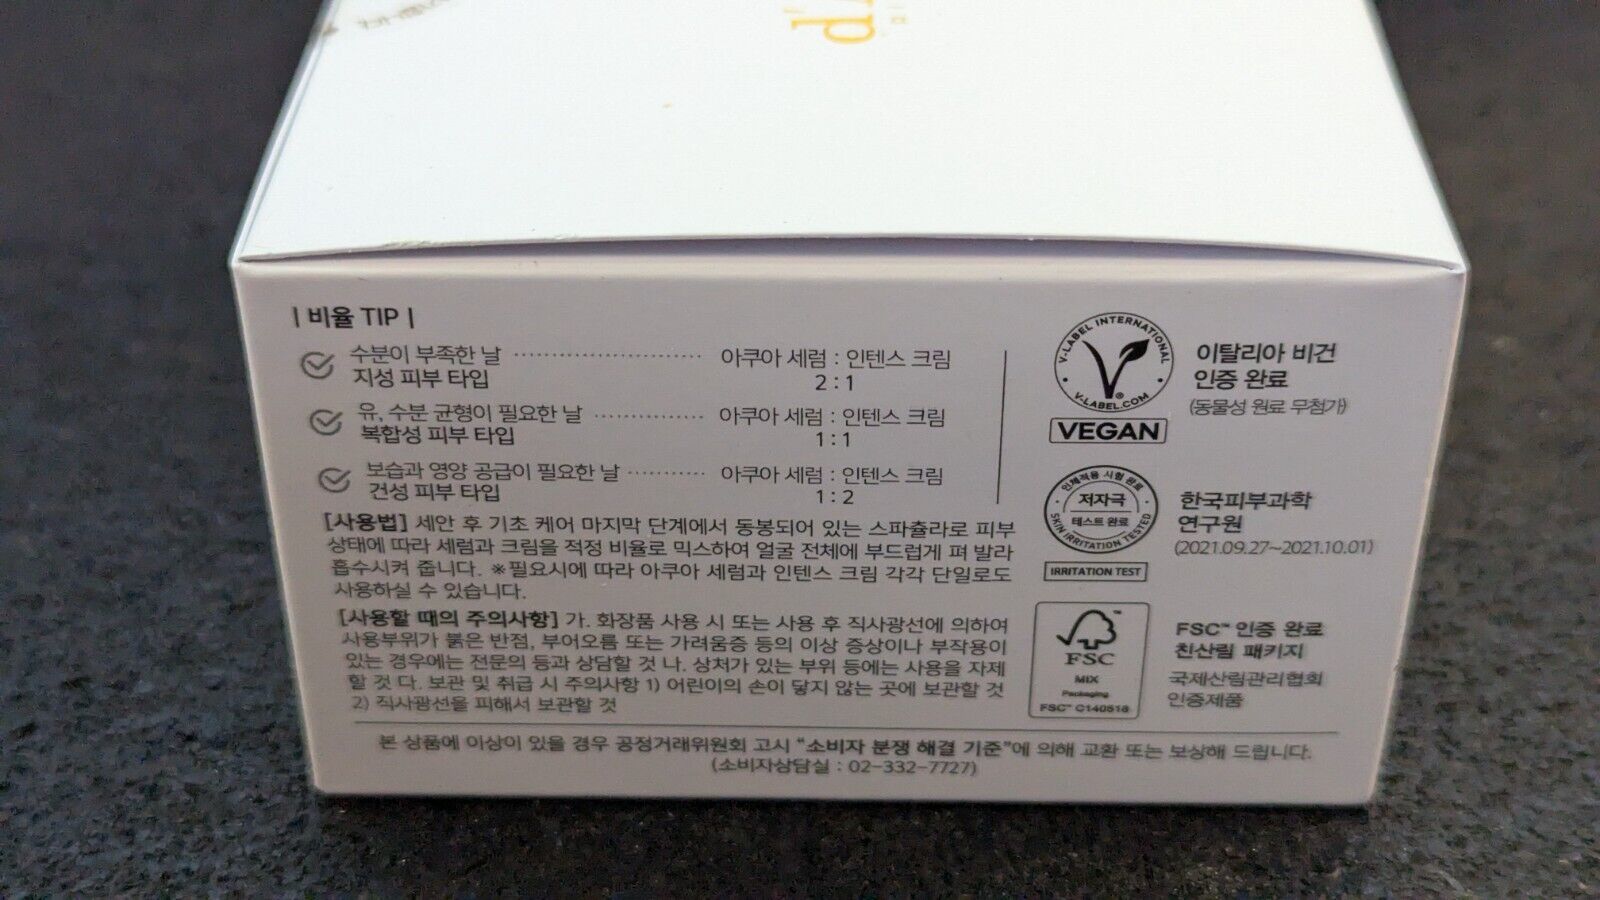 | 비율 TIP |
수분이 부족한 날 ···························· 아쿠아 세럼 : 인텐스 크림
지성 피부 타입 2 : 1
유, 수분 균형이 필요한 날 ················ 아쿠아 세럼 : 인텐스 크림
복합성 피부 타입 1 : 1
보습과 영양 공급이 필요한 날 ··········· 아쿠아 세럼 : 인텐스 크림
건성 피부 타입 1 : 2
[사용법] 세안 후 기초 케어 마지막 단계에서 동봉되어 있는 스파츌라로 피부
상태에 따라 세럼과 크림을 적정 비율로 믹스하여 얼굴 전체에 부드럽게 펴 발라
흡수시켜 줍니다. ※필요시에 따라 아쿠아 세럼과 인텐스 크림 각각 단일로도
사용하실 수 있습니다.
[사용할 때의 주의사항] 가. 화장품 사용 시 또는 사용 후 직사광선에 의하여
사용부위가 붉은 반점, 부어오름 또는 가려움증 등의 이상 증상이나 부작용이
있는 경우에는 전문의 등과 상담할 것 나. 상처가 있는 부위 등에는 사용을 자제
할 것 다. 보관 및 취급 시 주의사항 1) 어린이의 손이 닿지 않는 곳에 보관할 것
2) 직사광선을 피해서 보관할 것
V-LABEL INTERNATIONAL
V-LABEL.COM
VEGAN
이탈리아 비건
인증 완료
(동물성 원료 무첨가)
인체적용 시험 완료
저자극
테스트 완료
SKIN IRRITATION TESTED
IRRITATION TEST
한국피부과학
연구원
(2021.09.27~2021.10.01)
FSC
MIX
Packaging
FSC™ C140518
FSC™ 인증 완료
친산림 패키지
국제산림관리협회
인증제품
본 상품에 이상이 있을 경우 공정거래위원회 고시 "소비자 분쟁 해결 기준"에 의해 교환 또는 보상해 드립니다.
(소비자상담실 : 02-332-7727)